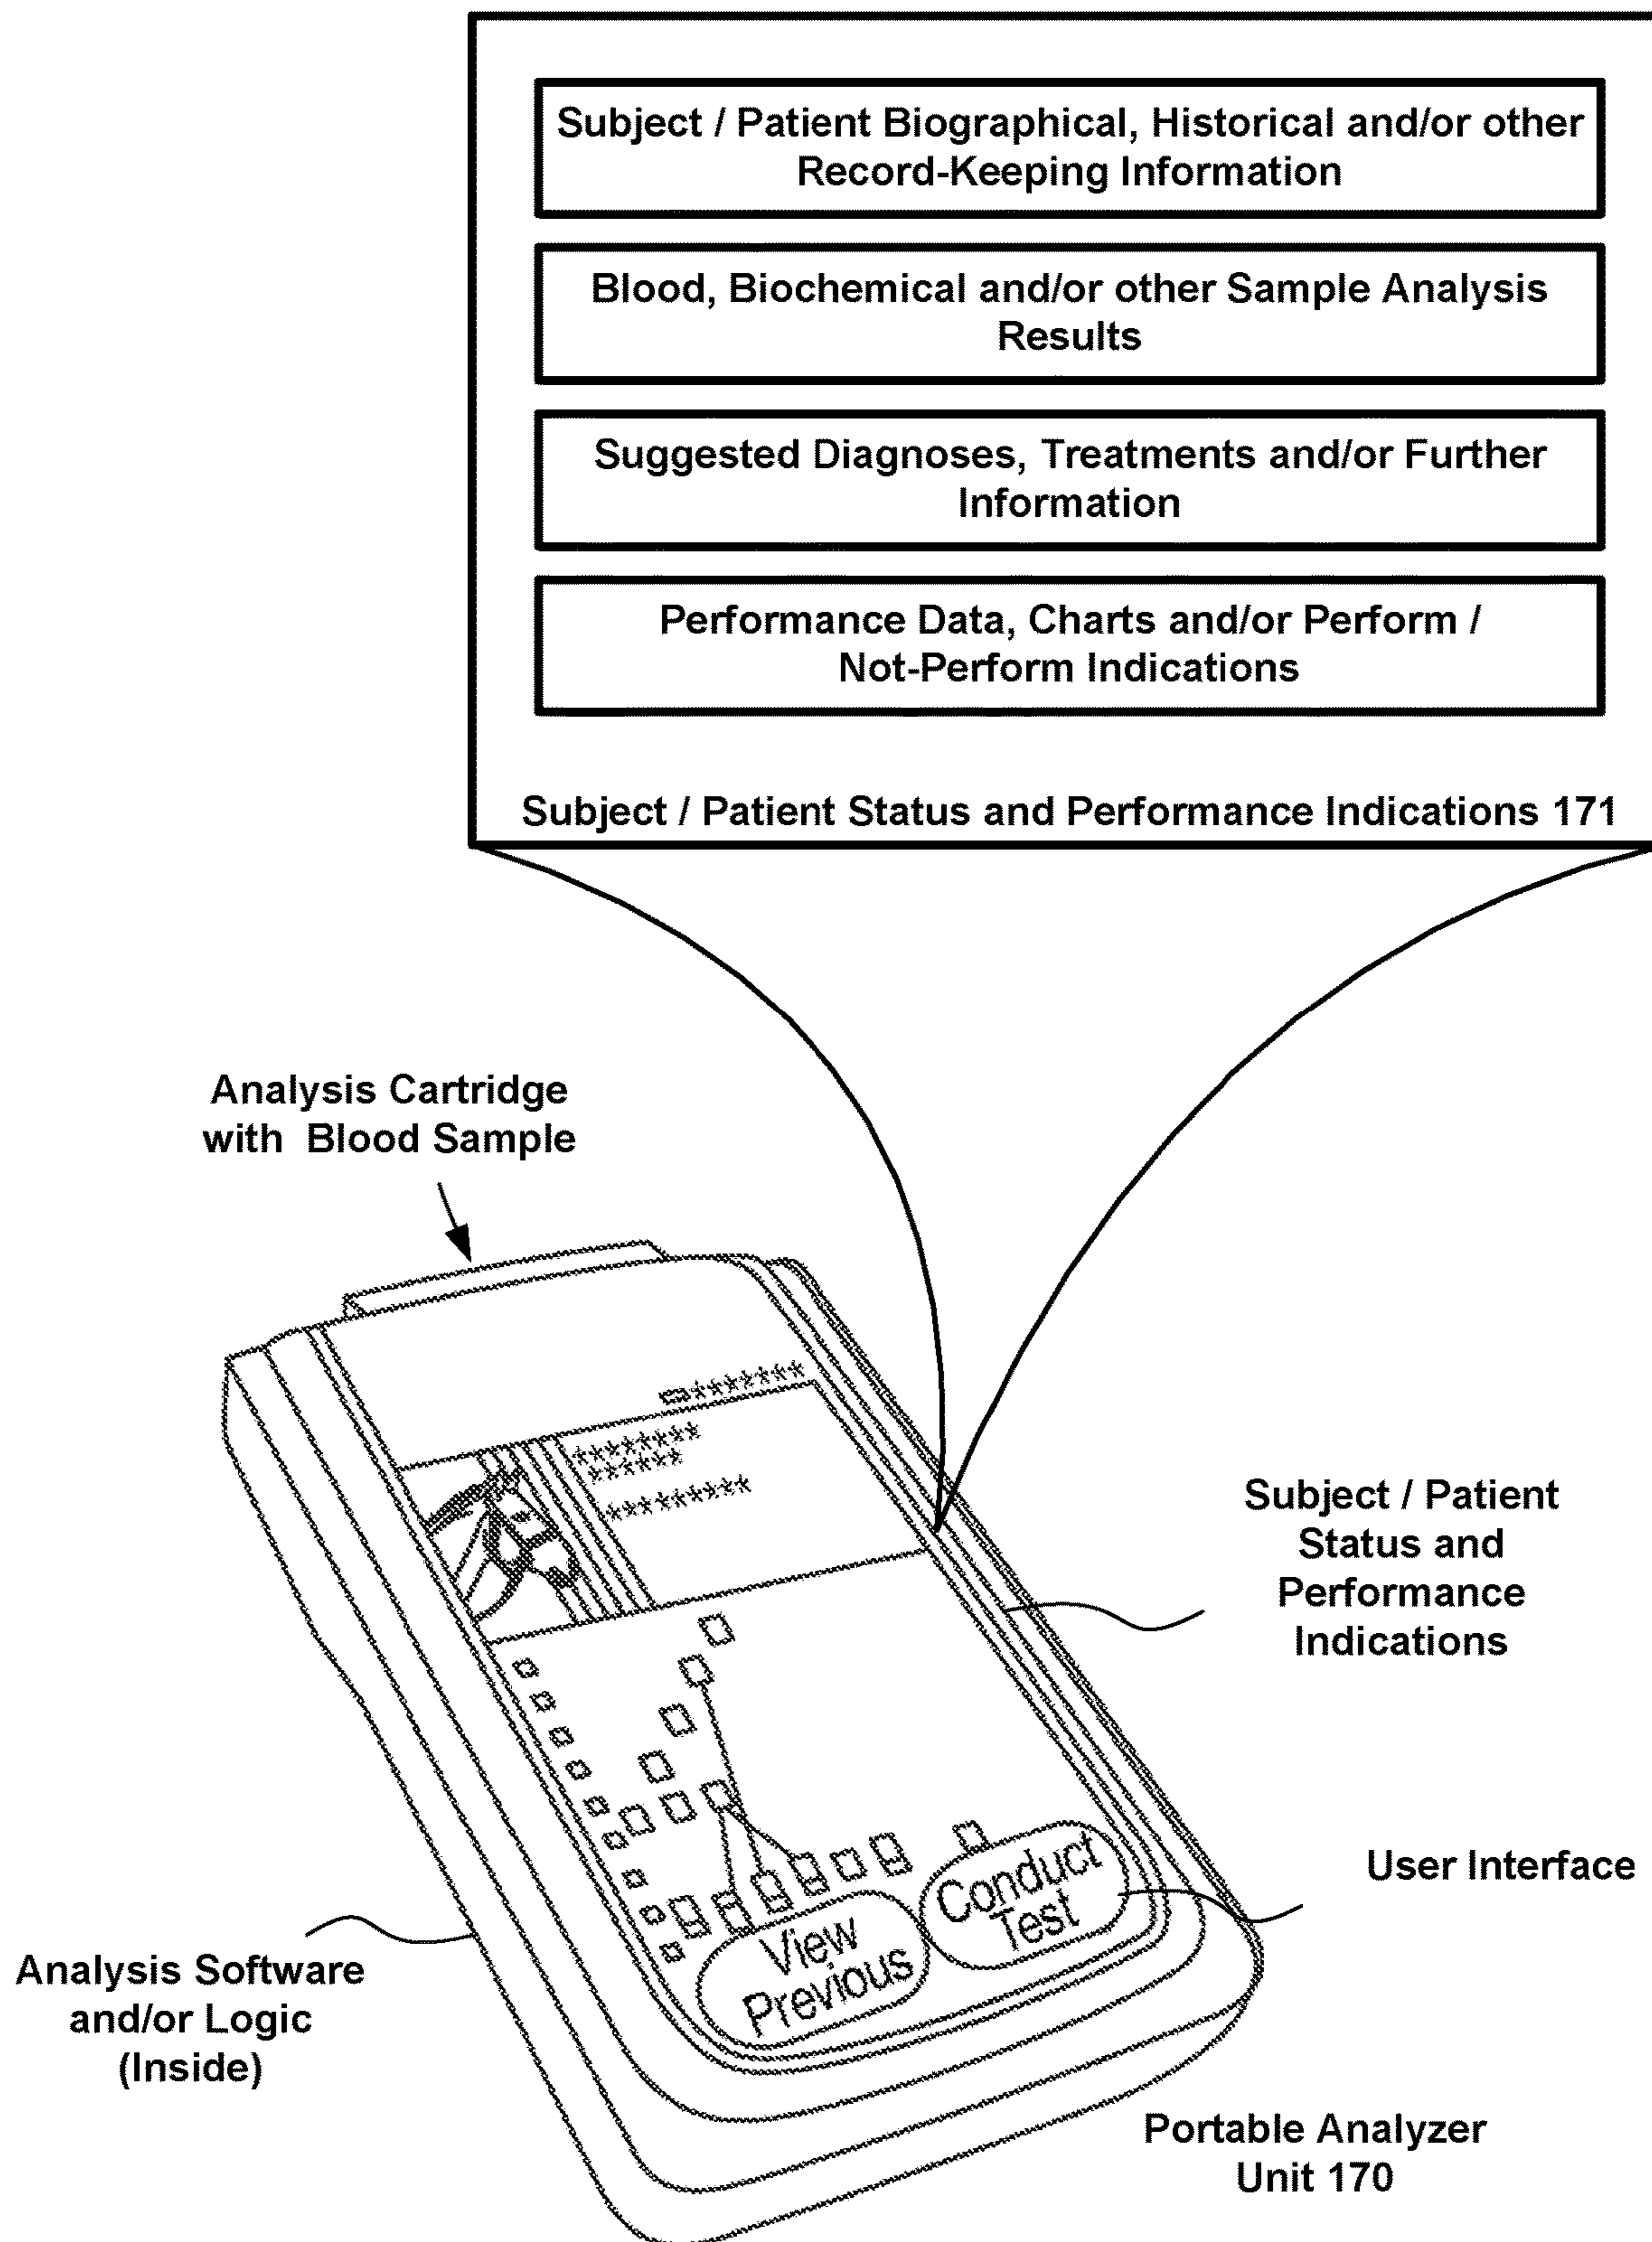 Subject / Patient Biographical, Historical and/or other
Record-Keeping Information
Blood, Biochemical and/or other Sample Analysis
Results
Suggested Diagnoses, Treatments and/or Further
Information
Performance Data, Charts and/or Perform /
Not-Perform Indications
Subject / Patient Status and Performance Indications 171
Analysis Cartridge
with Blood Sample
********
********
******
**********
Subject / Patient
Status and
Performance
Indications
User Interface
Conduct
Test
View
Previous
Analysis Software
and/or Logic
(Inside)
Portable Analyzer
Unit 170